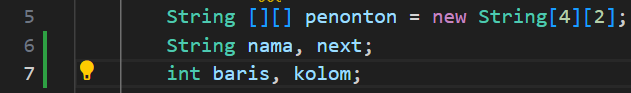 5 String [][] penonton = new String[4][2];
6 String nama, next;
7 int baris, kolom;